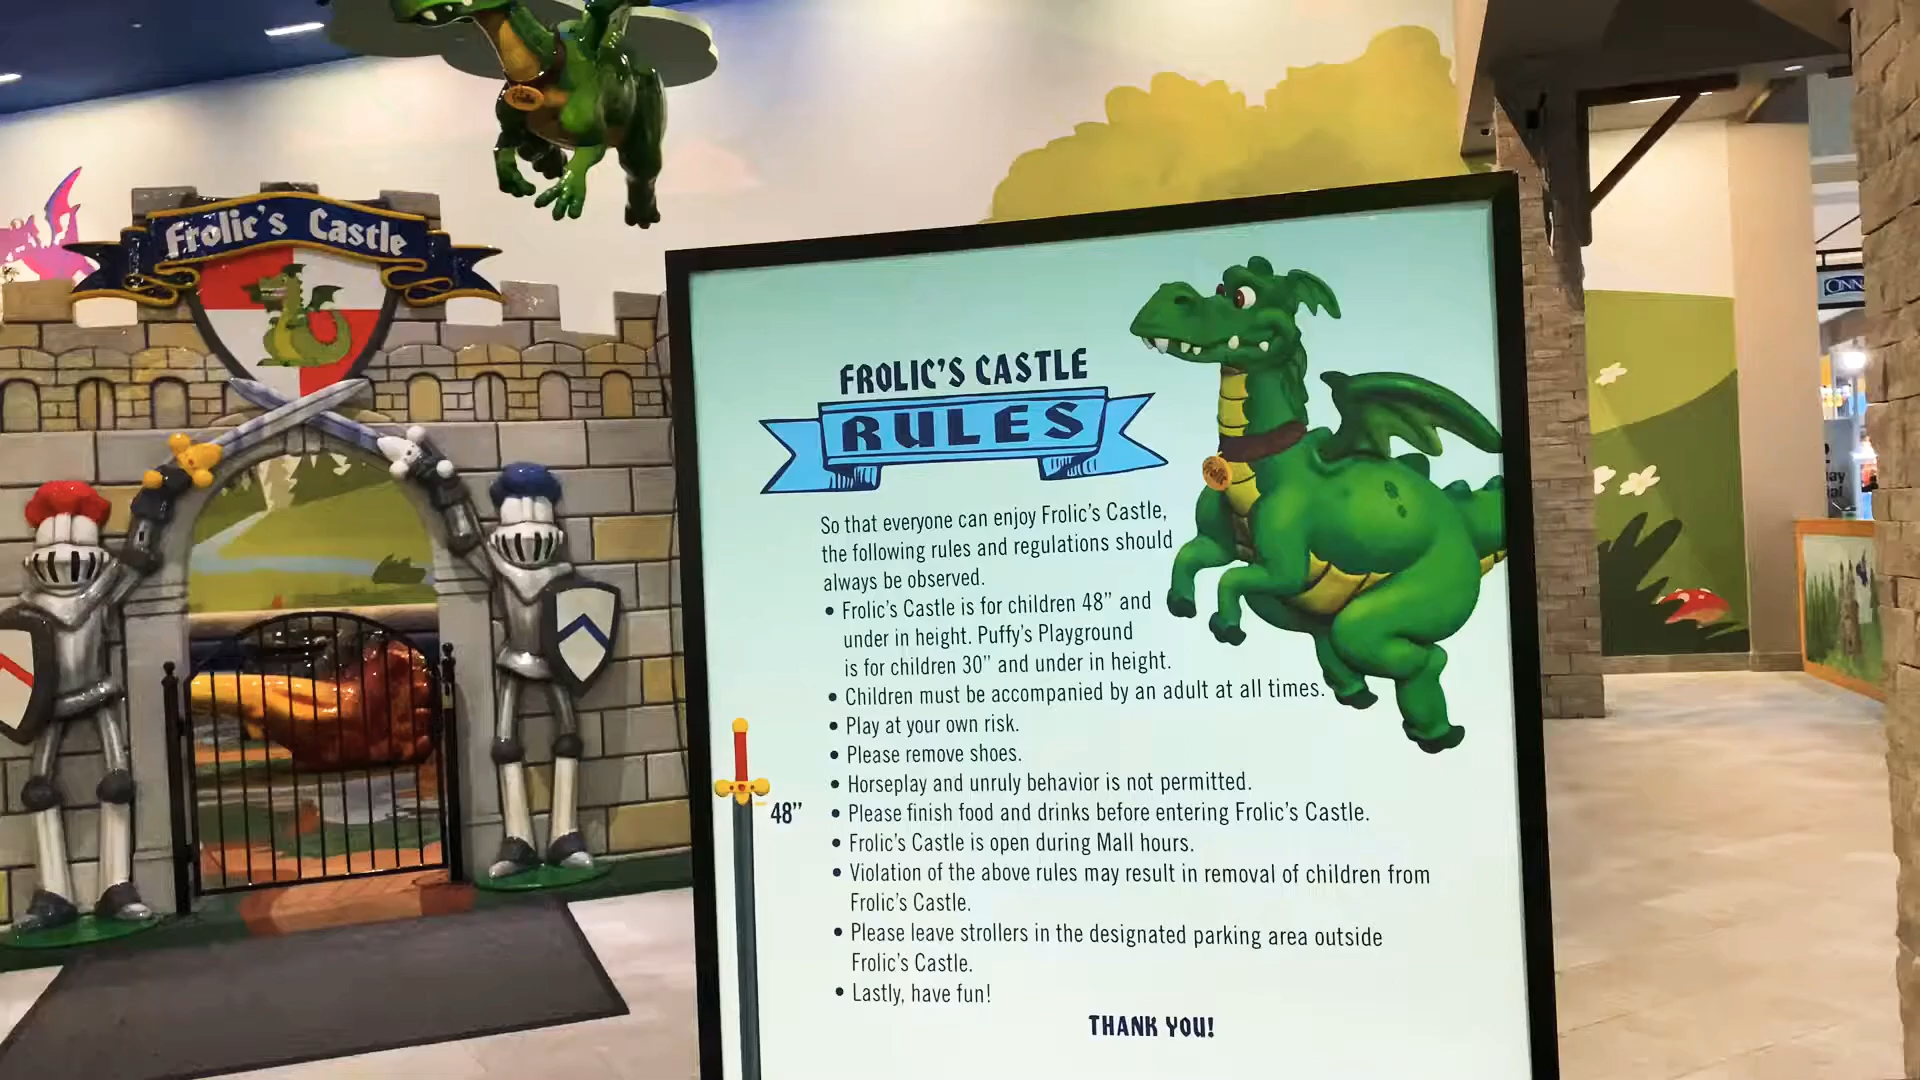 Frolic's Castle
FROLIC'S CASTLE
RULES
So that everyone can enjoy Frolic's Castle,
the following rules and regulations should
always be observed.
• Frolic's Castle is for children 48” and
under in height. Puffy's Playground
is for children 30” and under in height.
• Children must be accompanied by an adult at all times.
• Play at your own risk.
• Please remove shoes.
• Horseplay and unruly behavior is not permitted.
• Please finish food and drinks before entering Frolic's Castle.
• Frolic's Castle is open during Mall hours.
• Violation of the above rules may result in removal of children from
Frolic's Castle.
• Please leave strollers in the designated parking area outside
Frolic's Castle.
• Lastly, have fun!
THANK YOU!
48”